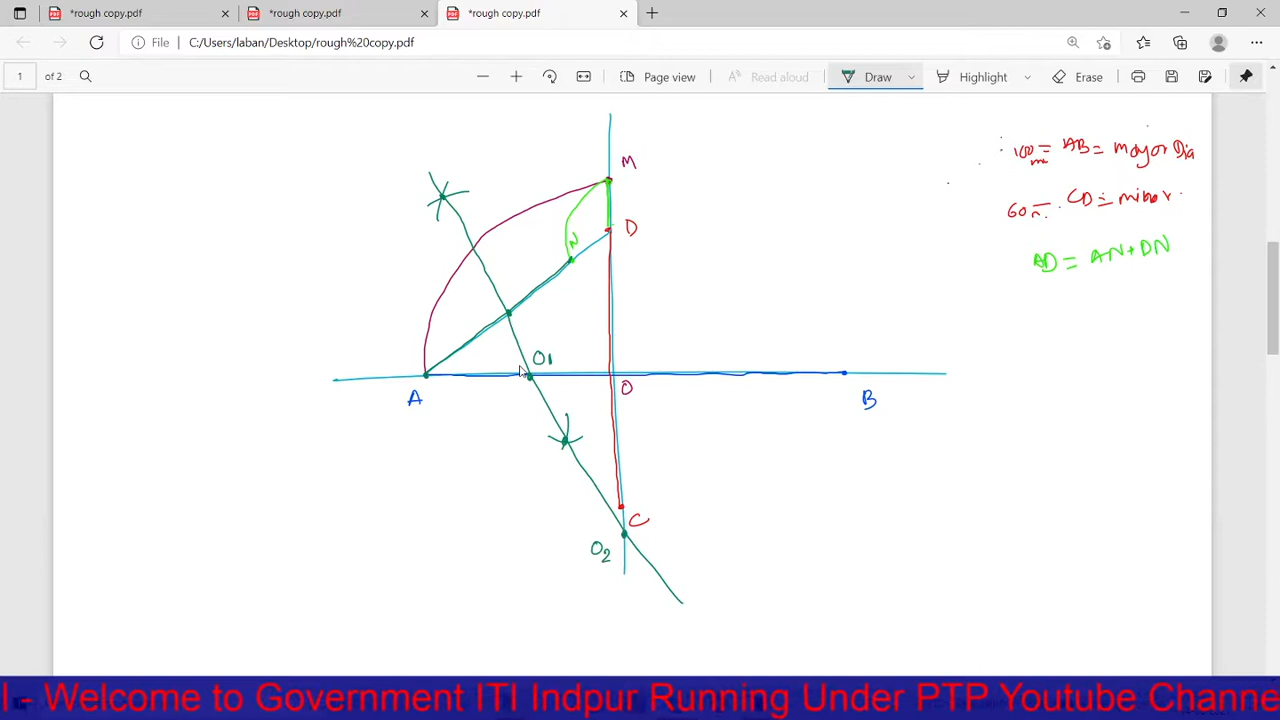 *rough copy.pdf
*rough copy.pdf
*rough copy.pdf
File
C:/Users/laban/Desktop/rough%20copy.pdf
1
of 2
Page view
Read aloud
Draw
Highlight
Erase
M
100 = AB = major Dia
D
60 CD = minor
N
AD = AN + DN
O1
A
O
B
C
O2
I - Welcome to Government ITI Indpur Running Under PTP Youtube Channe